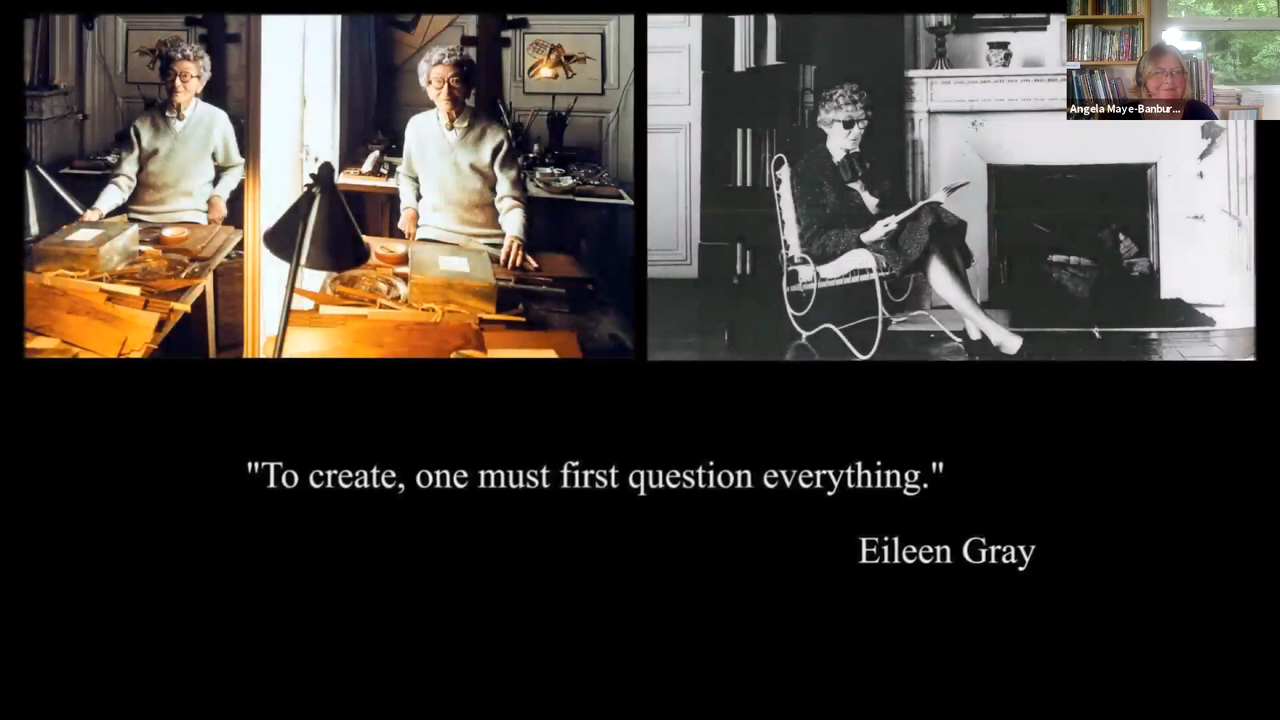 Angela Maye-Banbur...
"To create, one must first question everything."
Eileen Gray